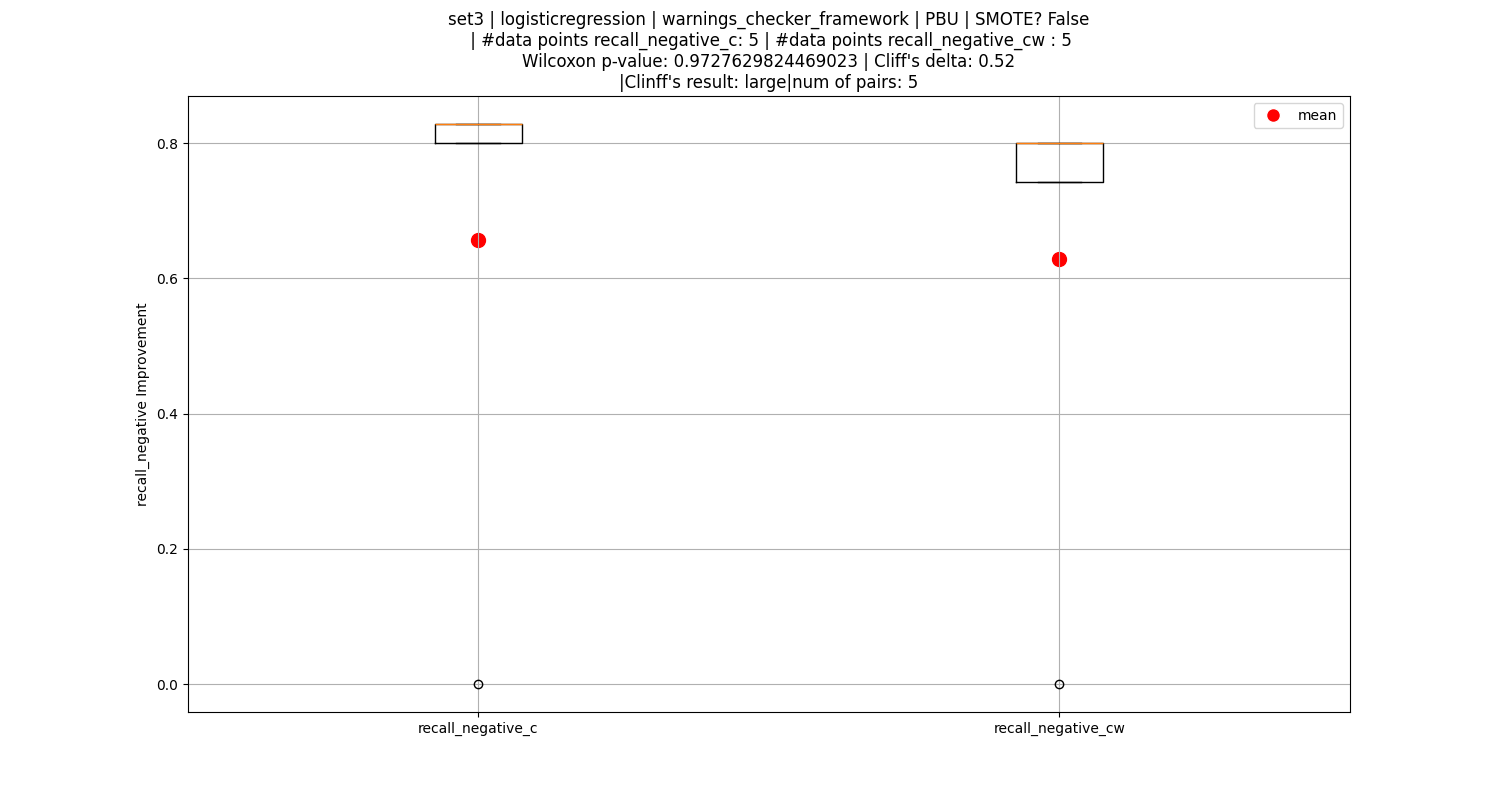 set3 | logisticregression | warnings_checker_framework | PBU | SMOTE? False
| #data points recall_negative_c: 5 | #data points recall_negative_cw : 5
Wilcoxon p-value: 0.9727629824469023 | Cliff's delta: 0.52
|Clinff's result: large|num of pairs: 5
mean
recall_negative Improvement
0.8
0.6
0.4
0.2
0.0
recall_negative_c
recall_negative_cw